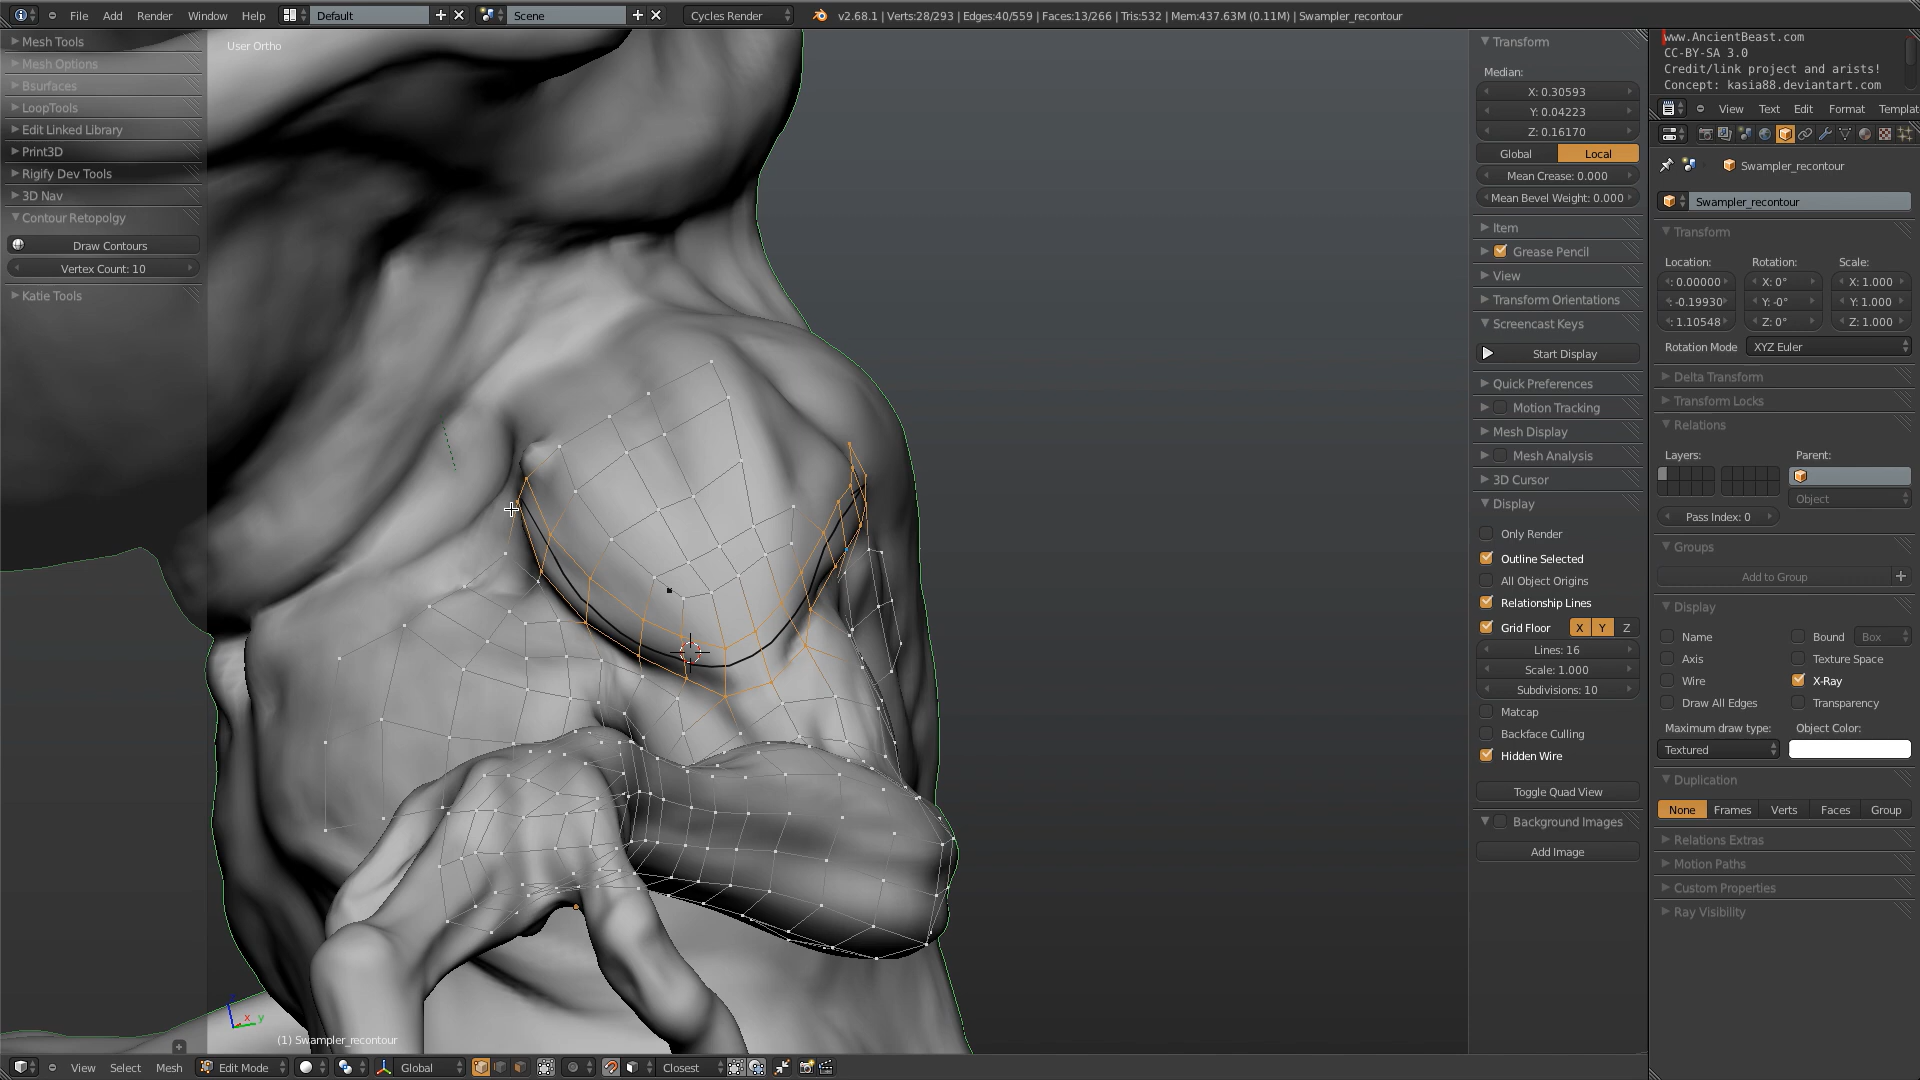 File Add Render Window Help Default Scene Cycles Render v2.68.1 | Verts:28/293 | Edges:40/559 | Faces:13/266 | Tris:532 | Mem:437.63M (0.11M) | Swampler_recontour
Mesh Tools
Mesh Options
Bsurfaces
LoopTools
Edit Linked Library
Print3D
Rigify Dev Tools
3D Nav
Contour Retopolgy
Draw Contours
Vertex Count: 10
Katie Tools
User Ortho
x y
(1) Swampler_recontour
View Select Mesh Edit Mode Global Closest
Transform
Median:
X: 0.30593
Y: 0.04223
Z: 0.16170
Global Local
Mean Crease: 0.000
Mean Bevel Weight: 0.000
Item
Grease Pencil
View
Transform Orientations
Screencast Keys
Start Display
Quick Preferences
Motion Tracking
Mesh Display
Mesh Analysis
3D Cursor
Display
Only Render
Outline Selected
All Object Origins
Relationship Lines
Grid Floor X Y Z
Lines: 16
Scale: 1.000
Subdivisions: 10
Matcap
Backface Culling
Hidden Wire
Toggle Quad View
Background Images
Add Image
www.AncientBeast.com
CC-BY-SA 3.0
Credit/link project and arists!
Concept: kasia88.deviantart.com
View Text Edit Format Templat
Swampler_recontour
Swampler_recontour
Transform
Location: Rotation: Scale:
: 0.00000 X: 0° X: 1.000
: -0.19930 Y: -0° Y: 1.000
: 1.10548 Z: 0° Z: 1.000
Rotation Mode XYZ Euler
Delta Transform
Transform Locks
Relations
Layers: Parent:
Object
Pass Index: 0
Groups
Add to Group
Display
Name Bound Box
Axis Texture Space
Wire X-Ray
Draw All Edges Transparency
Maximum draw type: Object Color:
Textured
Duplication
None Frames Verts Faces Group
Relations Extras
Motion Paths
Custom Properties
Ray Visibility